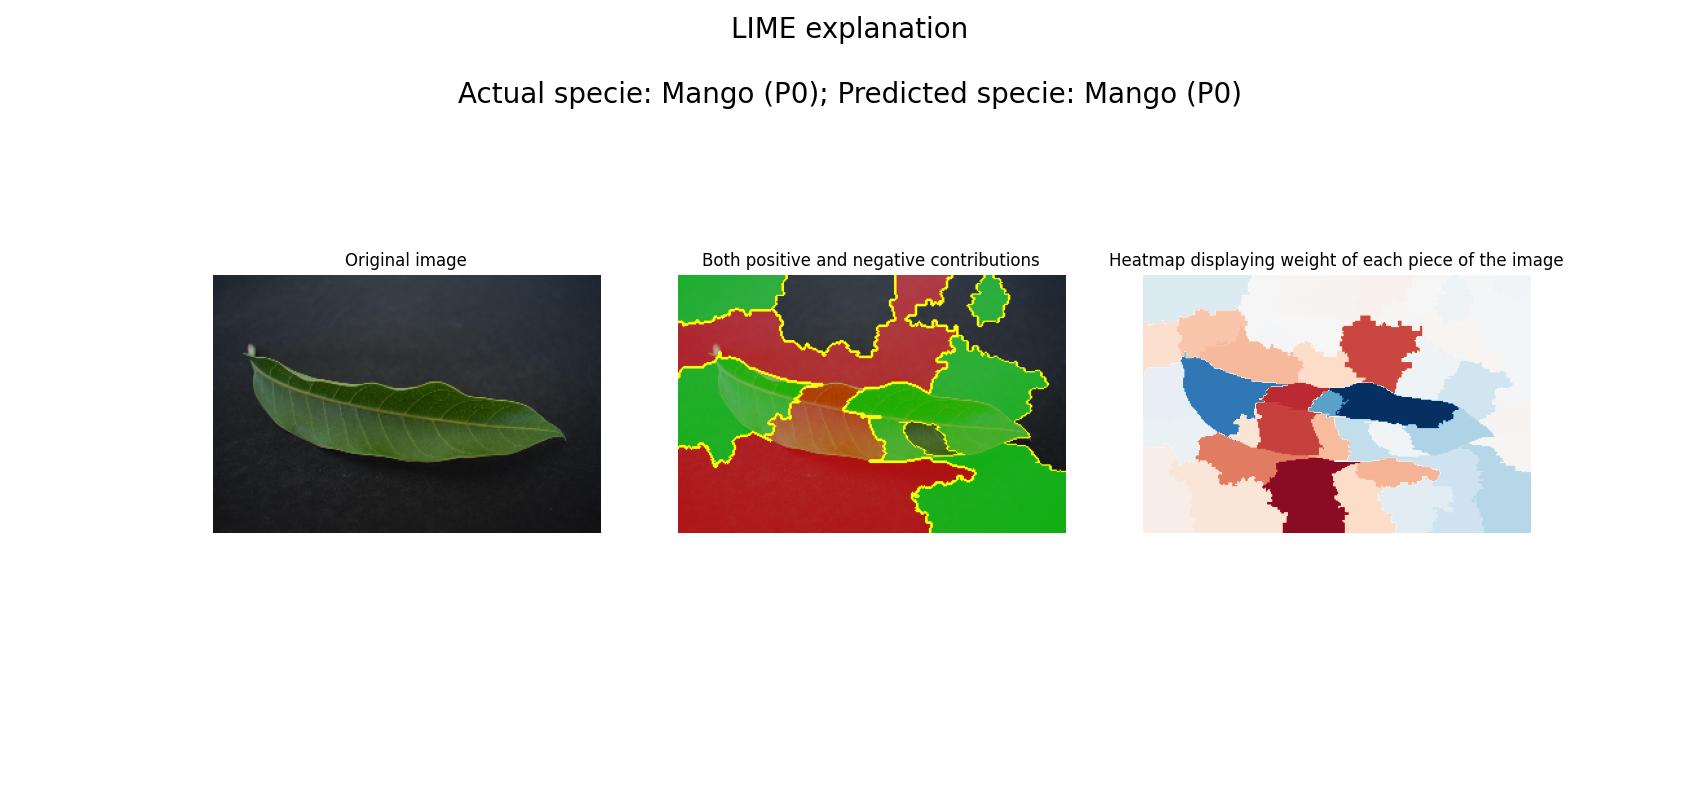 LIME explanation
Actual specie: Mango (P0); Predicted specie: Mango (P0)
Original image
Both positive and negative contributions
Heatmap displaying weight of each piece of the image